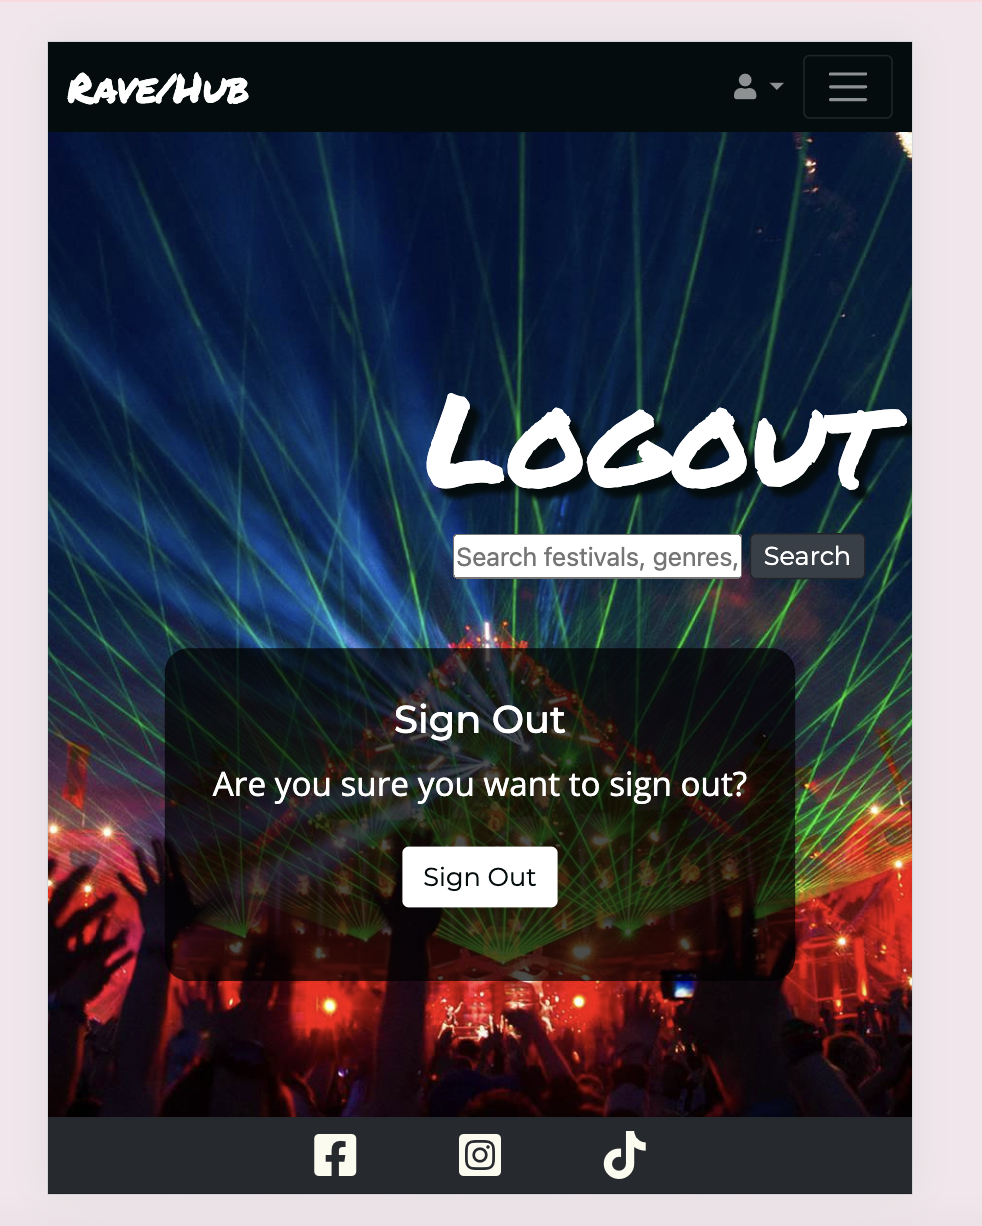 Rave/Hub
Logout
Search festivals, genres,
Search
Sign Out
Are you sure you want to sign out?
Sign Out